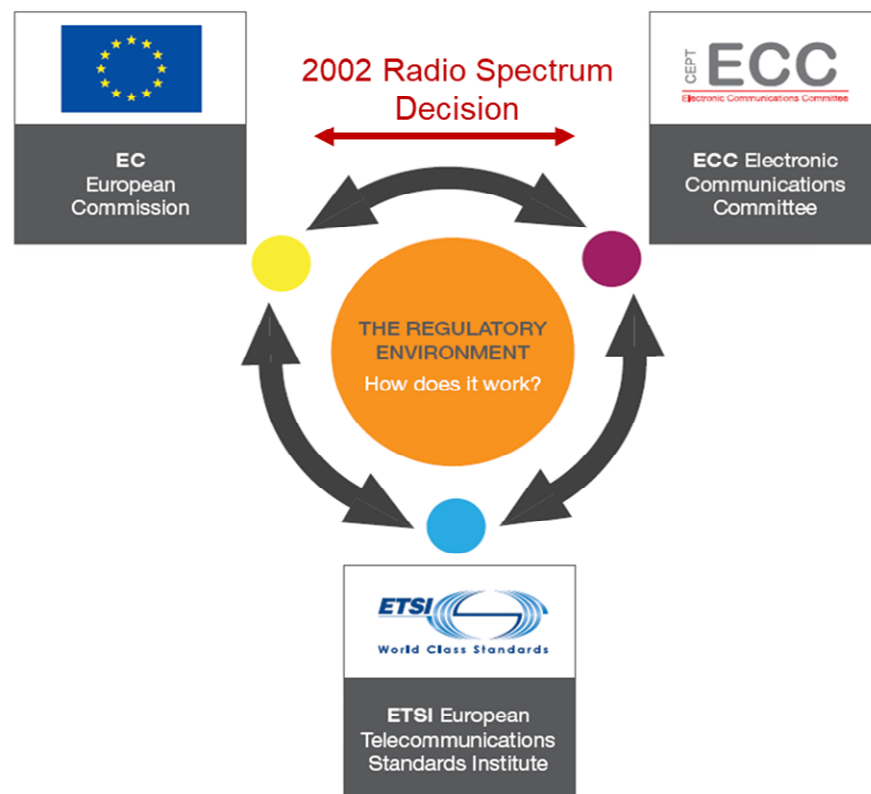 2002 Radio Spectrum
Decision
EC
European
Commission
CEPT
ECC
Electronic Communications Committee
ECC Electronic
Communications
Committee
THE REGULATORY
ENVIRONMENT
How does it work?
ETSI
World Class Standards
ETSI European
Telecommunications
Standards Institute